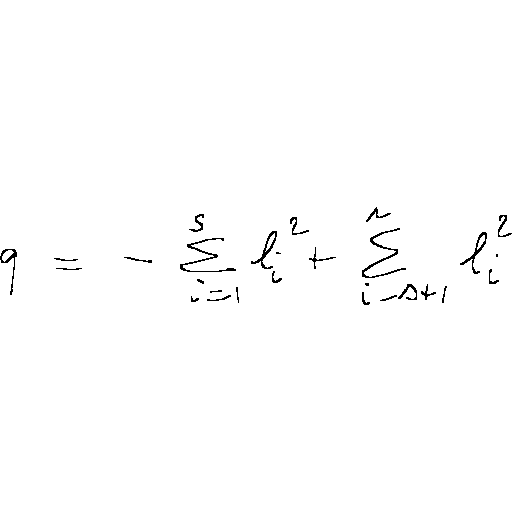 q = - \sum_{i=1}^{s} l_i^2 + \sum_{i=s+1}^{r} l_i^2